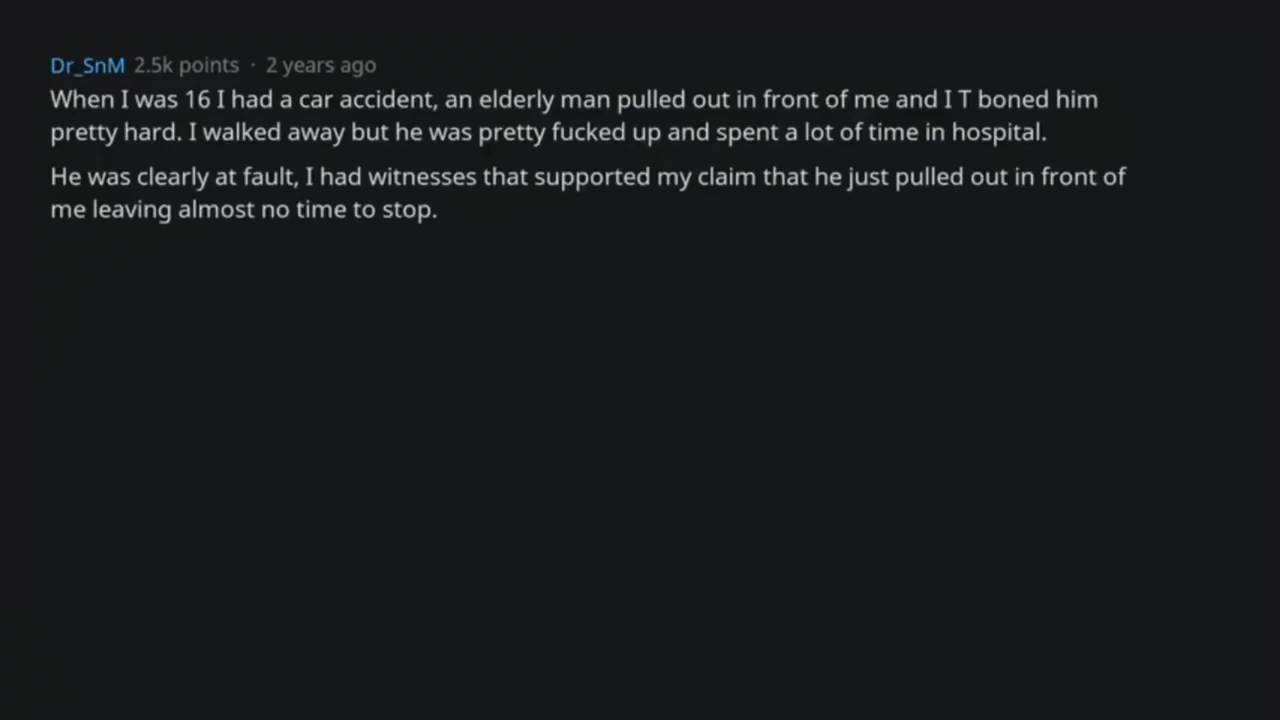 Dr_SnM 2.5k points · 2 years ago
When I was 16 I had a car accident, an elderly man pulled out in front of me and I T boned him
pretty hard. I walked away but he was pretty fucked up and spent a lot of time in hospital.
He was clearly at fault, I had witnesses that supported my claim that he just pulled out in front of
me leaving almost no time to stop.